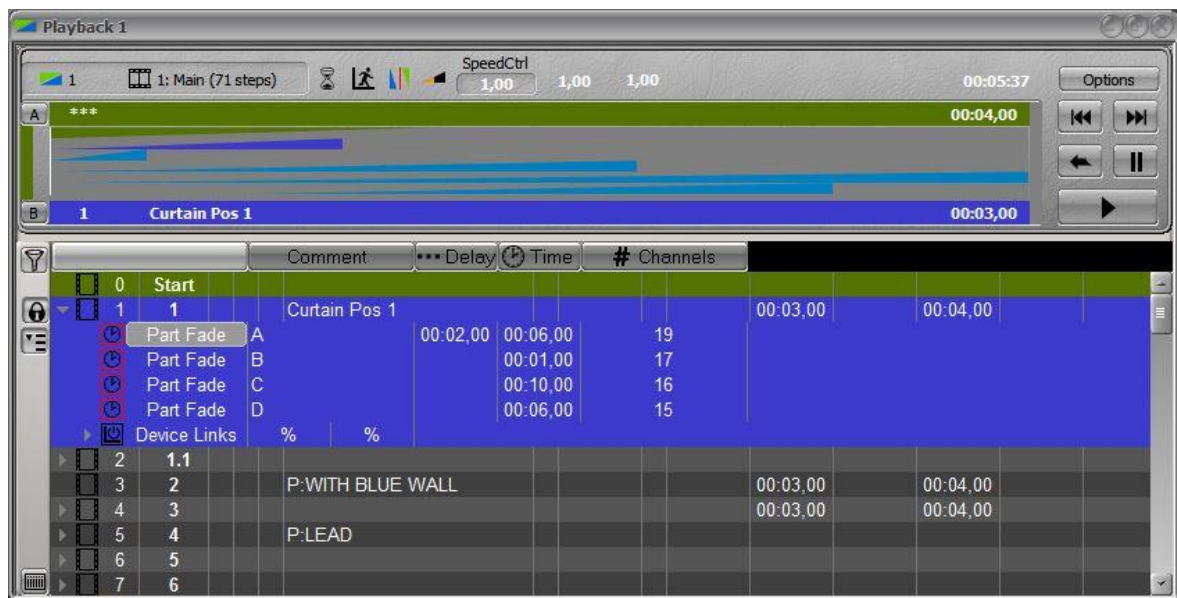 Playback 1
1 1: Main (71 steps) SpeedCtrl 1,00 1,00 1,00 00:05:37 Options
A *** 00:04,00
B 1 Curtain Pos 1 00:03,00
Comment Delay Time # Channels
0 Start
1 1 Curtain Pos 1 00:03,00 00:04,00
Part Fade A 00:02,00 00:06,00 19
Part Fade B 00:01,00 17
Part Fade C 00:10,00 16
Part Fade D 00:06,00 15
Device Links % %
2 1.1
3 2 P:WITH BLUE WALL 00:03,00 00:04,00
4 3 00:03,00 00:04,00
5 4 P:LEAD
6 5
7 6